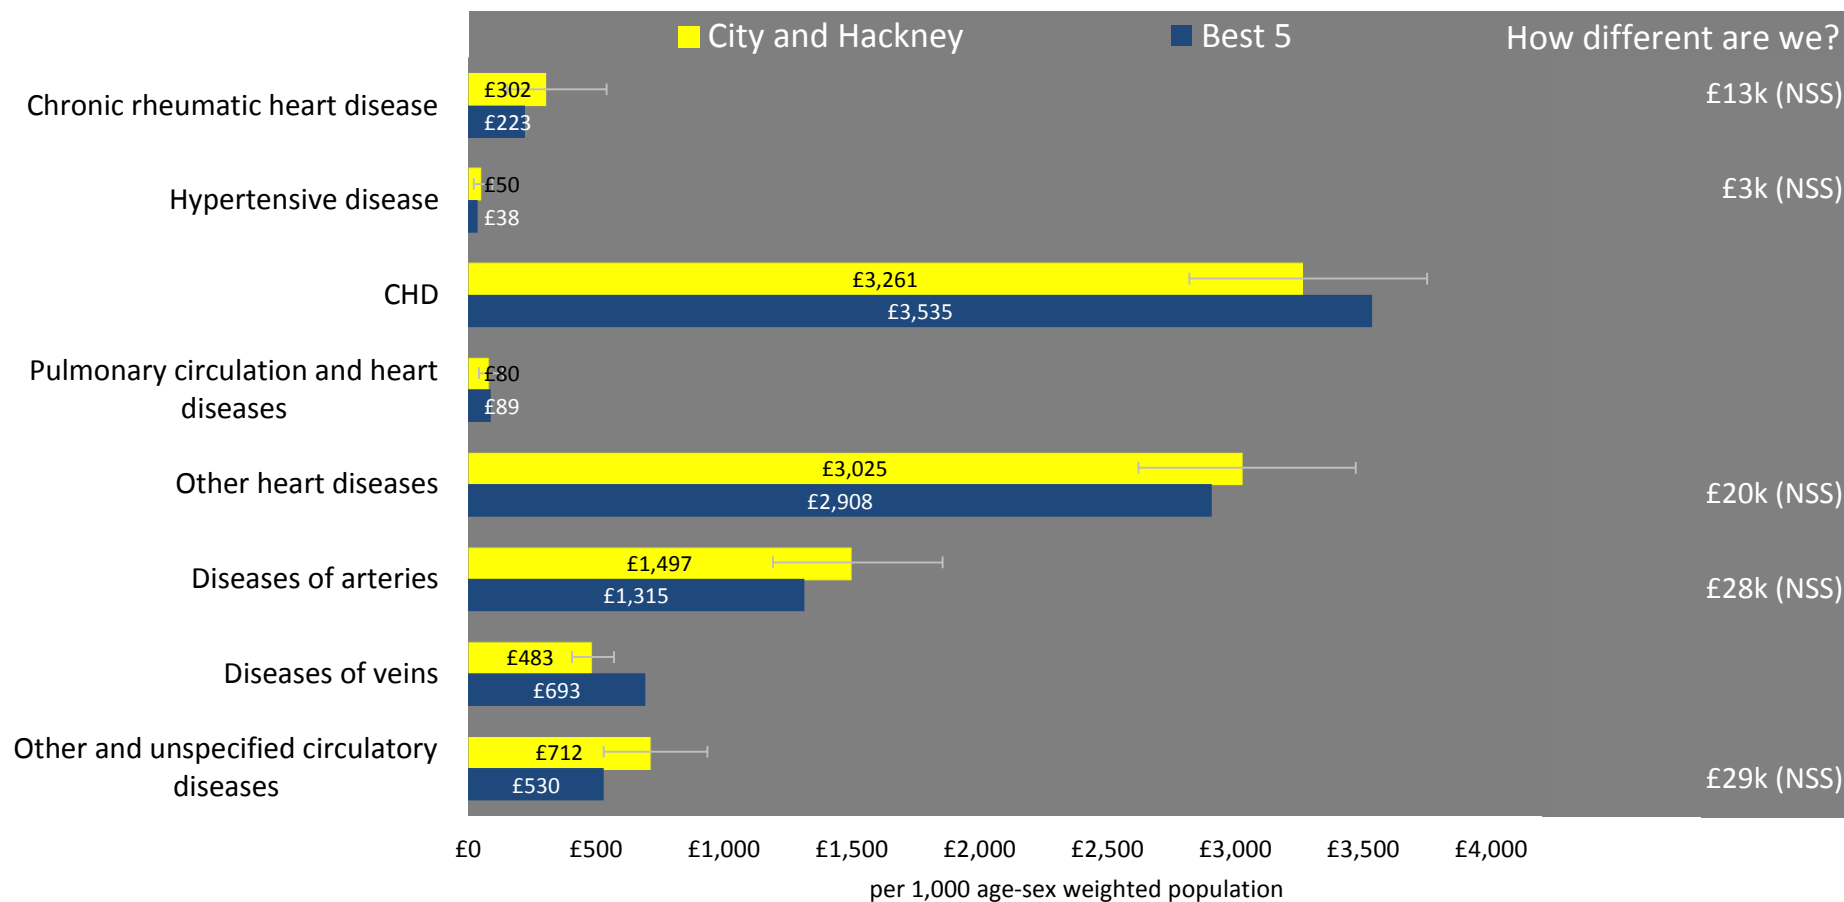 City and Hackney
Best 5
How different are we?
Chronic rheumatic heart disease
£302
£223
£13k (NSS)
Hypertensive disease
£50
£38
£3k (NSS)
CHD
£3,261
£3,535
Pulmonary circulation and heart
diseases
£80
£89
Other heart diseases
£3,025
£2,908
£20k (NSS)
Diseases of arteries
£1,497
£1,315
£28k (NSS)
Diseases of veins
£483
£693
Other and unspecified circulatory
diseases
£712
£530
£29k (NSS)
£0 £500 £1,000 £1,500 £2,000 £2,500 £3,000 £3,500 £4,000
per 1,000 age-sex weighted population